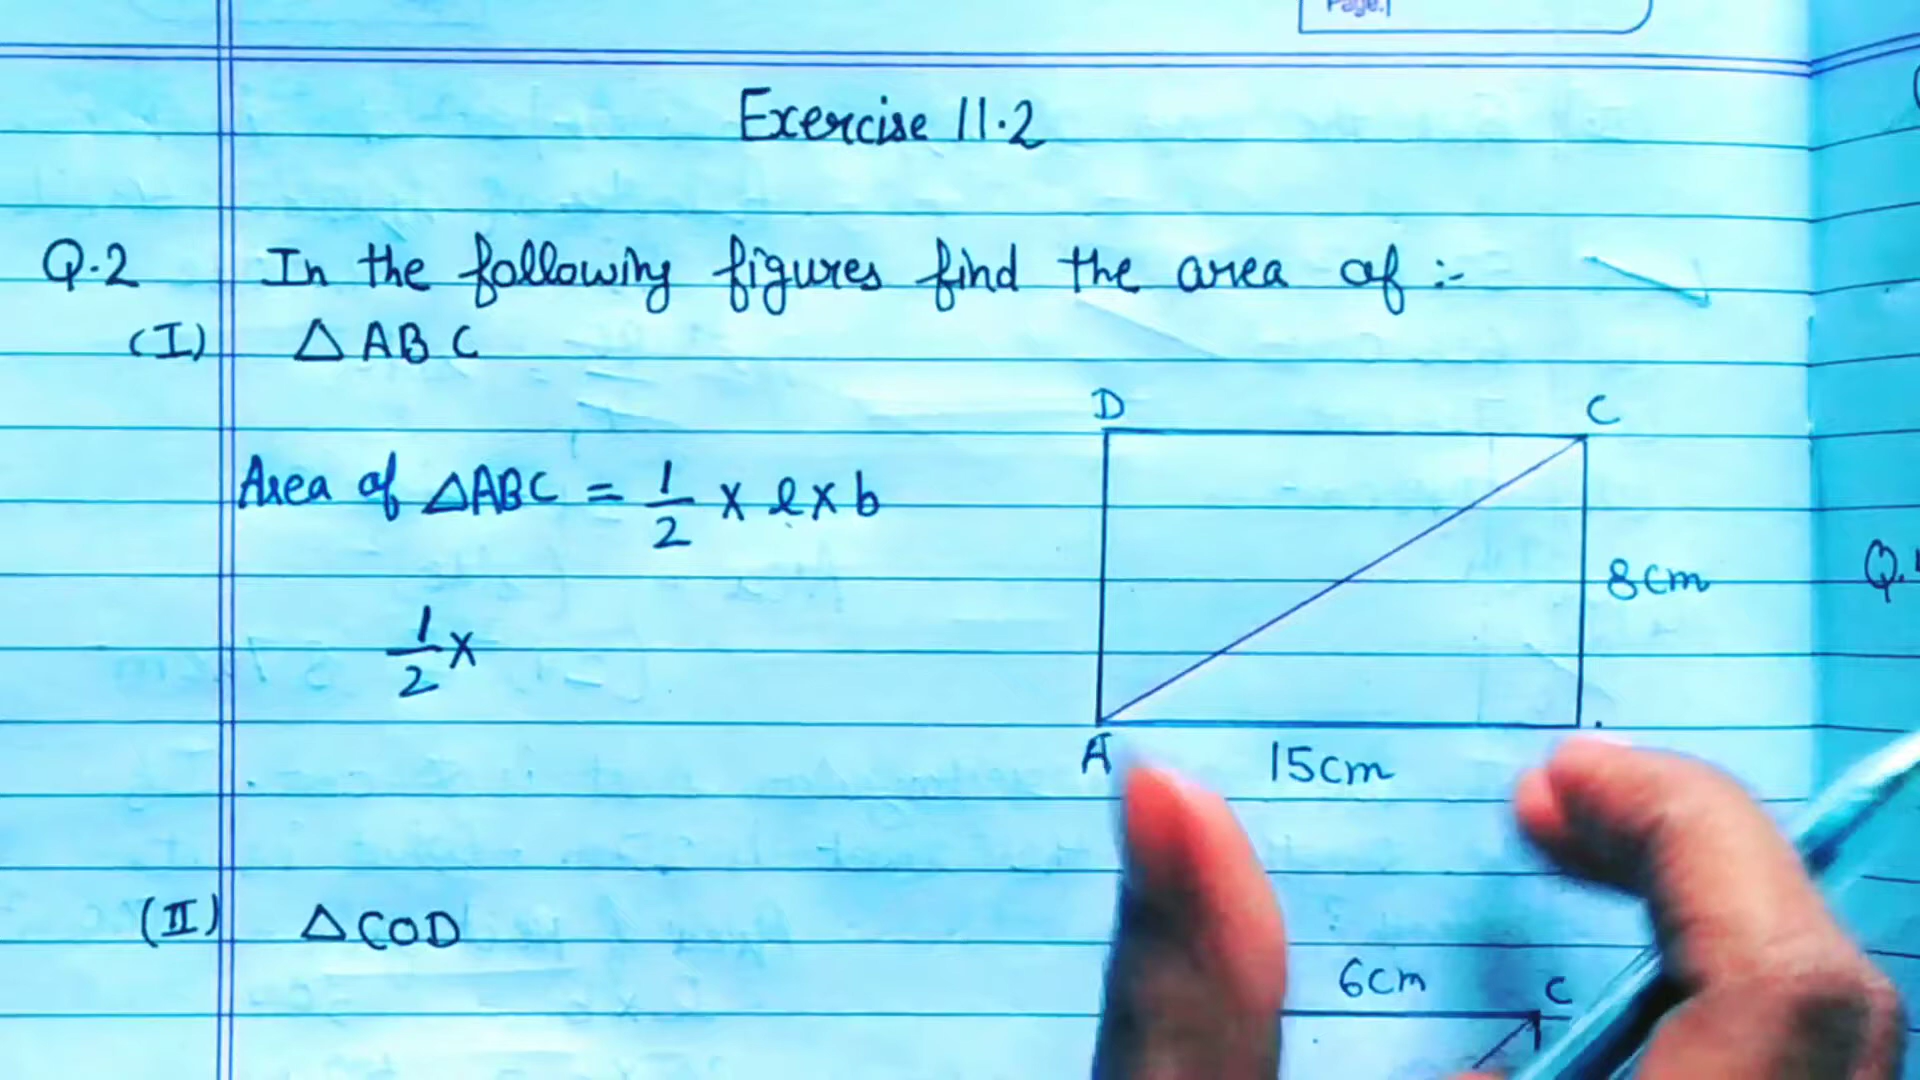 Page.
Exercise 11.2
Q.2 In the following figures find the area of :-
(I) △ABC
D C
Area of △ABC = 1/2 x l x b
8cm
Q.
1/2 x
A 15cm
(II) △COD
6cm C